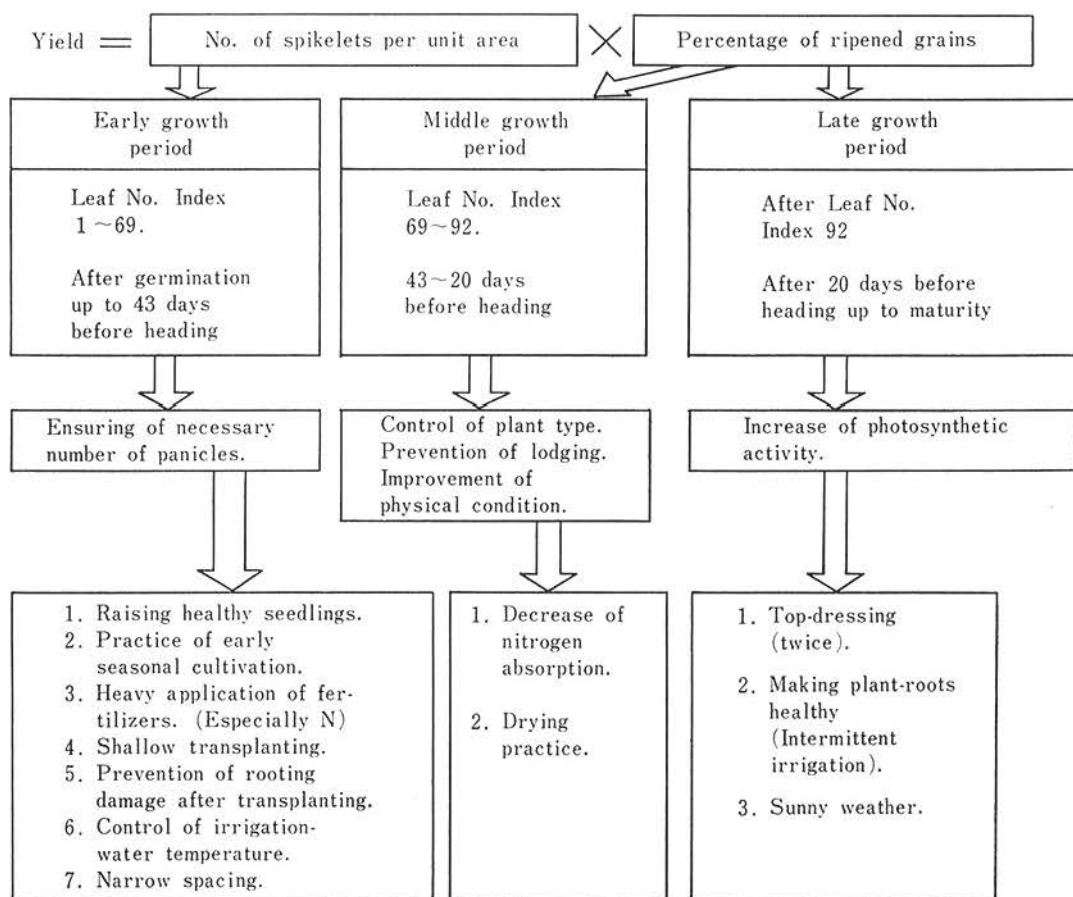 Yield = No. of spikelets per unit area × Percentage of ripened grains
Early growth
period
Leaf No. Index
1~69.
After germination
up to 43 days
before heading
Middle growth
period
Leaf No. Index
69~92.
43~20 days
before heading
Late growth
period
After Leaf No.
Index 92
After 20 days before
heading up to maturity
Ensuring of necessary
number of panicles.
Control of plant type.
Prevention of lodging.
Improvement of
physical condition.
Increase of photosynthetic
activity.
1. Raising healthy seedlings.
2. Practice of early
seasonal cultivation.
3. Heavy application of fer-
tilizers. (Especially N)
4. Shallow transplanting.
5. Prevention of rooting
damage after transplanting.
6. Control of irrigation-
water temperature.
7. Narrow spacing.
1. Decrease of
nitrogen
absorption.
2. Drying
practice.
1. Top-dressing
(twice).
2. Making plant-roots
healthy
(Intermittent
irrigation).
3. Sunny weather.